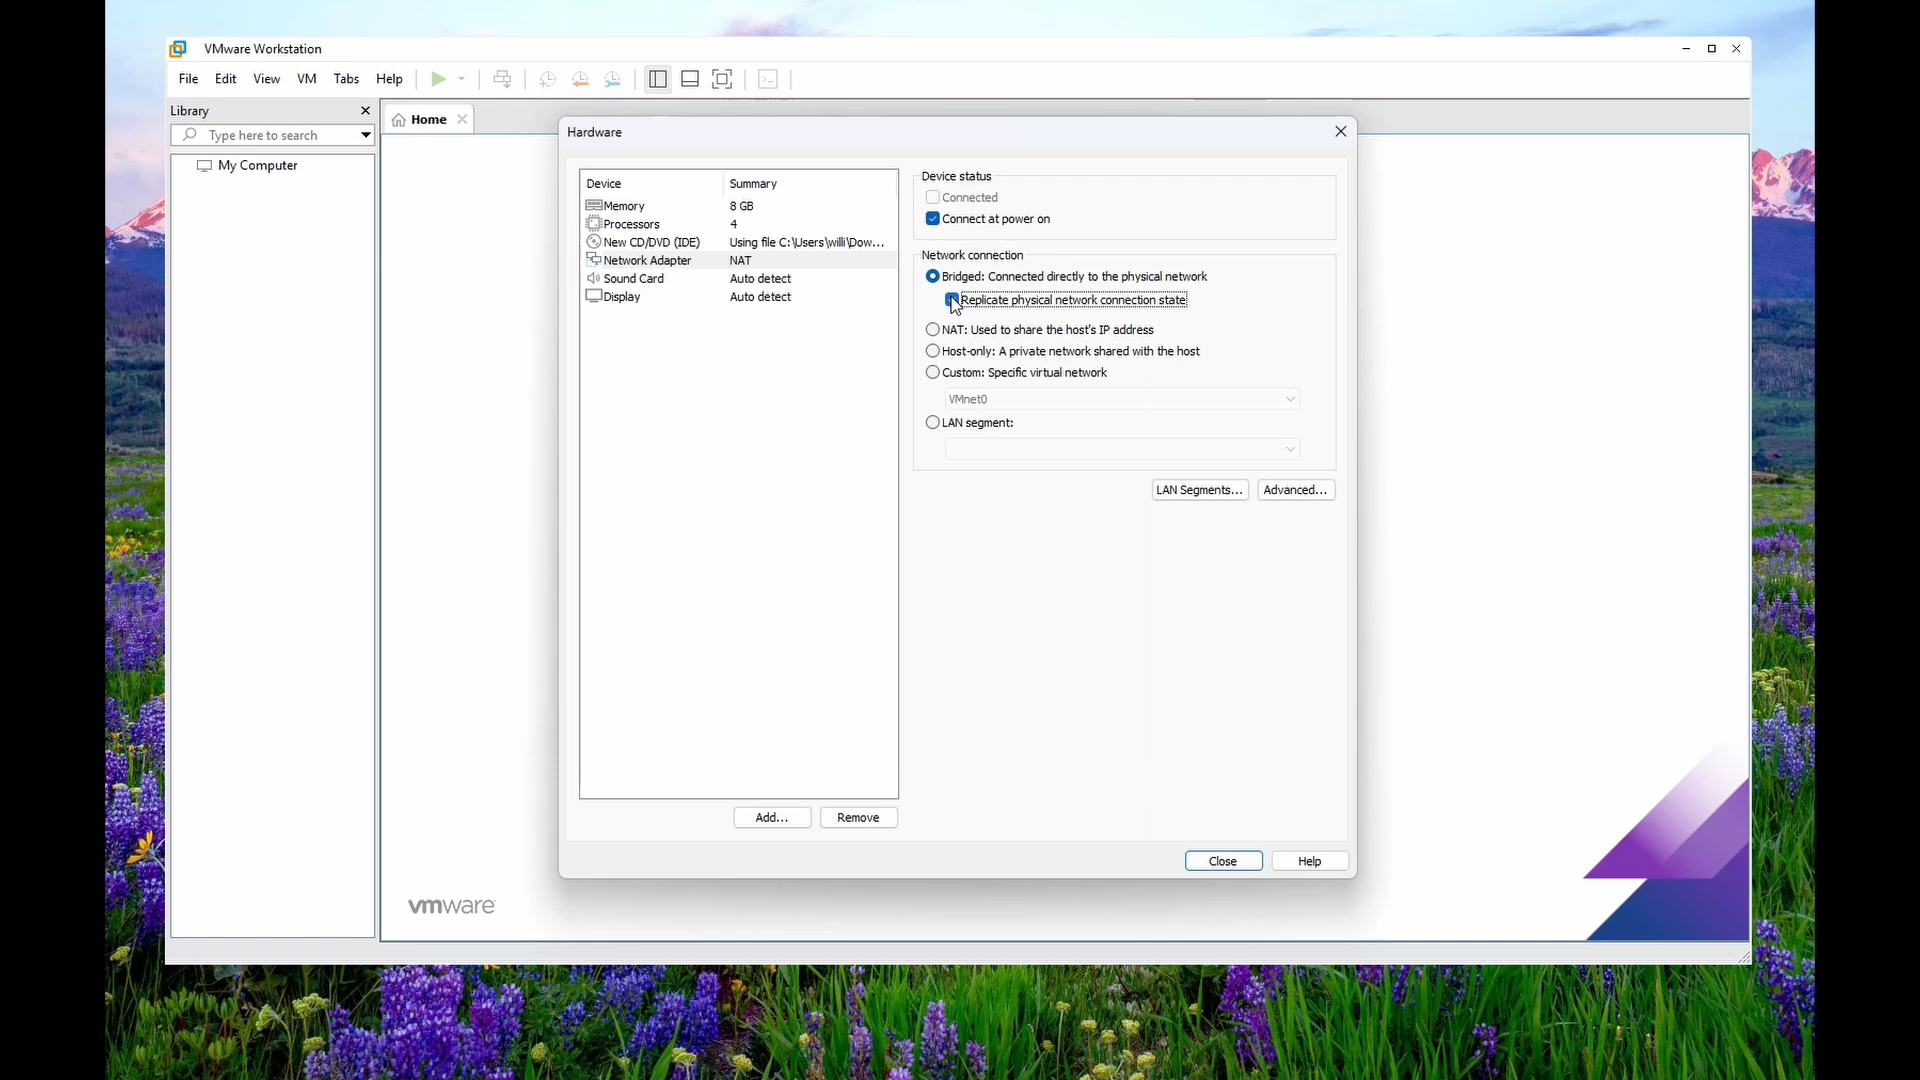 VMware Workstation
File Edit View VM Tabs Help
Library
Type here to search
My Computer
Home
Hardware
Device Summary
Memory 8 GB
Processors 4
New CD/DVD (IDE) Using file C:\Users\willi\Dow...
Network Adapter NAT
Sound Card Auto detect
Display Auto detect
Add... Remove
Device status
Connected
Connect at power on
Network connection
Bridged: Connected directly to the physical network
Replicate physical network connection state
NAT: Used to share the host's IP address
Host-only: A private network shared with the host
Custom: Specific virtual network
VMnet0
LAN segment:
LAN Segments... Advanced...
Close Help
vmware